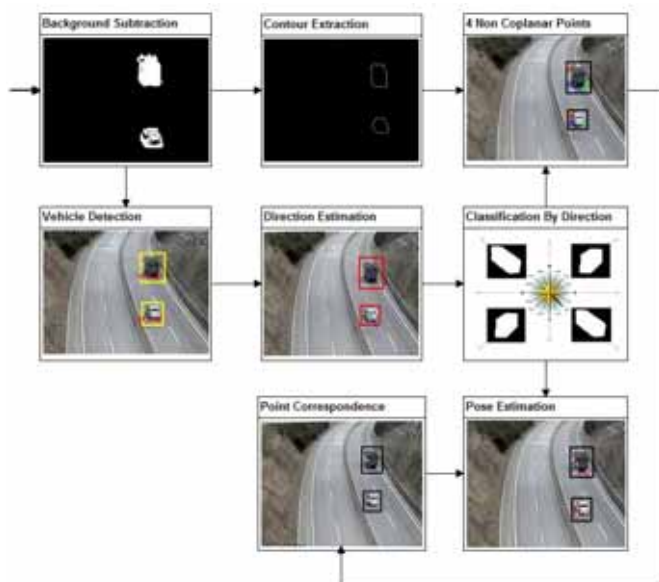 Background Subtraction
Contour Extraction
4 Non Coplanar Points
Vehicle Detection
Direction Estimation
Classification By Direction
Point Correspondence
Pose Estimation